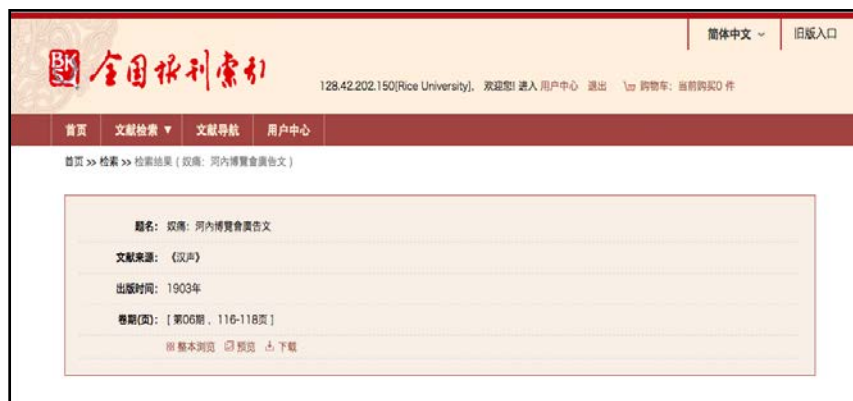 简体中文
旧版入口
BKSY 全国报刊索引
128.42.202.150[Rice University]， 欢迎您! 进入 用户中心 退出 购物车：当前购买0 件
首页 文献检索 ▼ 文献导航 用户中心
首页 >> 检索 >> 检索结果 ( 奴痛：河内博覽會廣告文 )
题名： 奴痛：河内博覽會廣告文
文献来源： 《汉声》
出版时间： 1903年
卷期(页)： [ 第06期 ，116-118页 ]
整本浏览 预览 下载